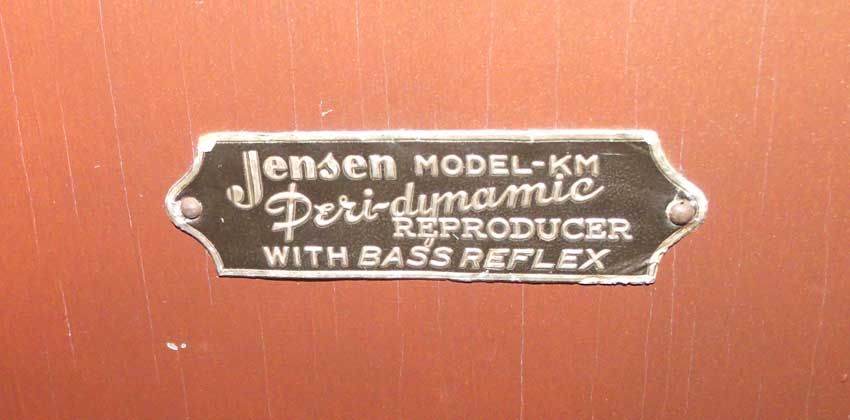 Jensen MODEL-KM
Peri-dynamic
REPRODUCER
WITH BASS REFLEX